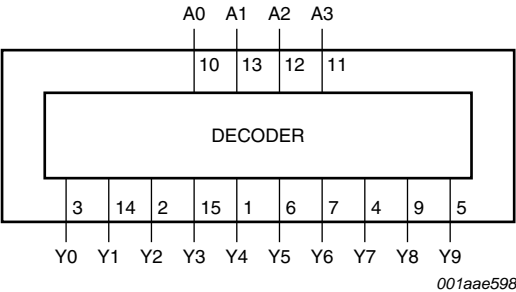 A0 A1 A2 A3
10 13 12 11
DECODER
3 14 2 15 1 6 7 4 9 5
Y0 Y1 Y2 Y3 Y4 Y5 Y6 Y7 Y8 Y9
001aae598